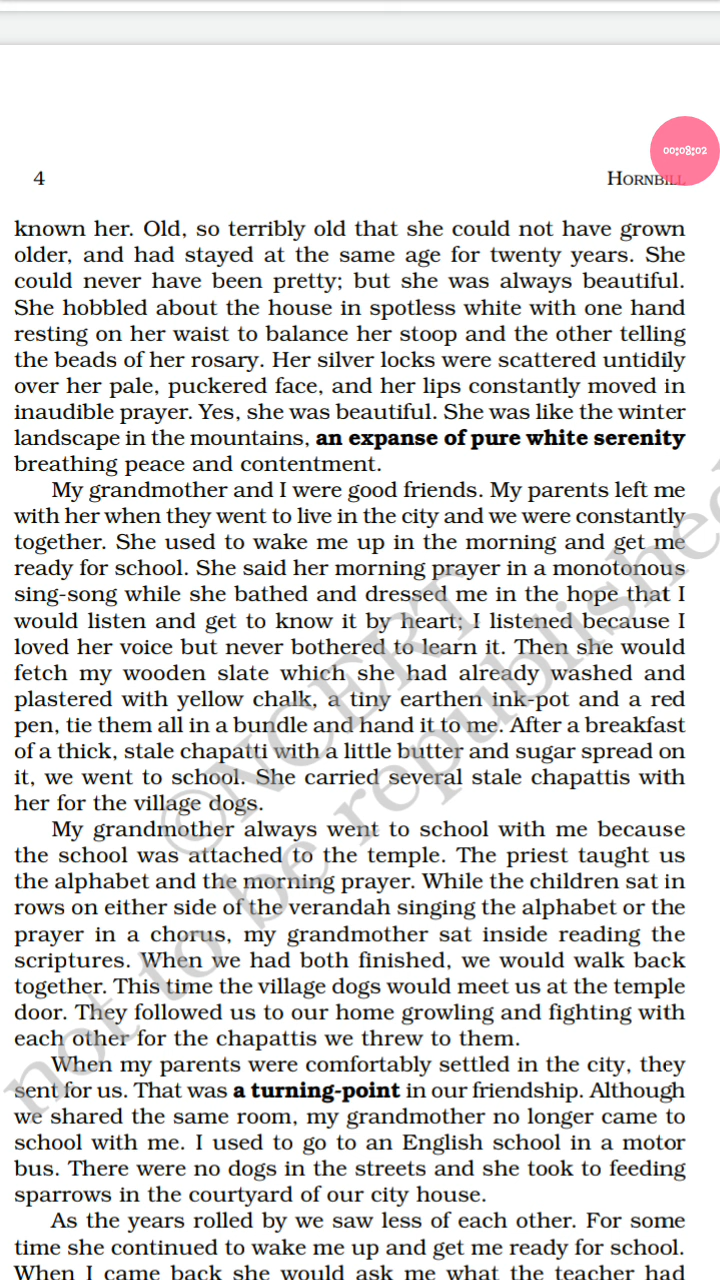 00:08:02
4 HORNBILL
known her. Old, so terribly old that she could not have grown
older, and had stayed at the same age for twenty years. She
could never have been pretty; but she was always beautiful.
She hobbled about the house in spotless white with one hand
resting on her waist to balance her stoop and the other telling
the beads of her rosary. Her silver locks were scattered untidily
over her pale, puckered face, and her lips constantly moved in
inaudible prayer. Yes, she was beautiful. She was like the winter
landscape in the mountains, an expanse of pure white serenity
breathing peace and contentment.
My grandmother and I were good friends. My parents left me
with her when they went to live in the city and we were constantly
together. She used to wake me up in the morning and get me
ready for school. She said her morning prayer in a monotonous
sing-song while she bathed and dressed me in the hope that I
would listen and get to know it by heart; I listened because I
loved her voice but never bothered to learn it. Then she would
fetch my wooden slate which she had already washed and
plastered with yellow chalk, a tiny earthen ink-pot and a red
pen, tie them all in a bundle and hand it to me. After a breakfast
of a thick, stale chapatti with a little butter and sugar spread on
it, we went to school. She carried several stale chapattis with
her for the village dogs.
My grandmother always went to school with me because
the school was attached to the temple. The priest taught us
the alphabet and the morning prayer. While the children sat in
rows on either side of the verandah singing the alphabet or the
prayer in a chorus, my grandmother sat inside reading the
scriptures. When we had both finished, we would walk back
together. This time the village dogs would meet us at the temple
door. They followed us to our home growling and fighting with
each other for the chapattis we threw to them.
When my parents were comfortably settled in the city, they
sent for us. That was a turning-point in our friendship. Although
we shared the same room, my grandmother no longer came to
school with me. I used to go to an English school in a motor
bus. There were no dogs in the streets and she took to feeding
sparrows in the courtyard of our city house.
As the years rolled by we saw less of each other. For some
time she continued to wake me up and get me ready for school.
When I came back she would ask me what the teacher had
©NCERT
not to be republished